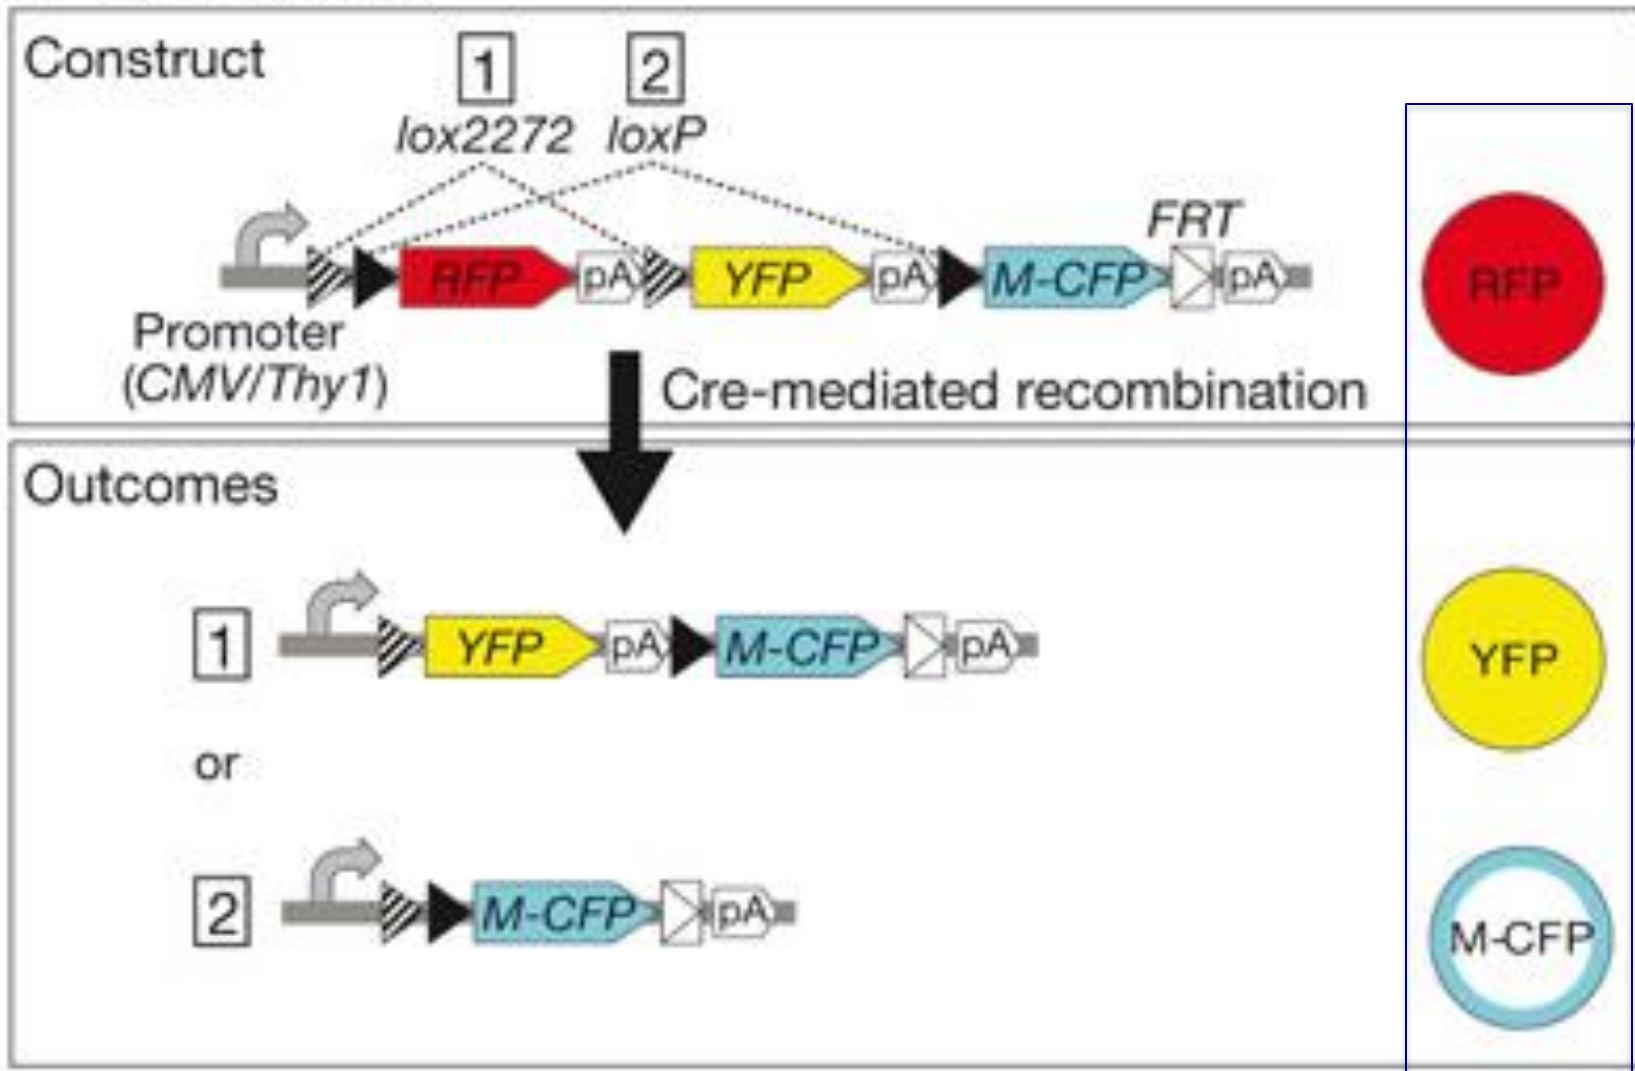 Construct
1 2
lox2272 loxP
FRT
RFP pA YFP pA M-CFP pA
RFP
Promoter
(CMV/Thy1)
Cre-mediated recombination
Outcomes
1 YFP pA M-CFP pA
YFP
or
2 M-CFP pA
M-CFP